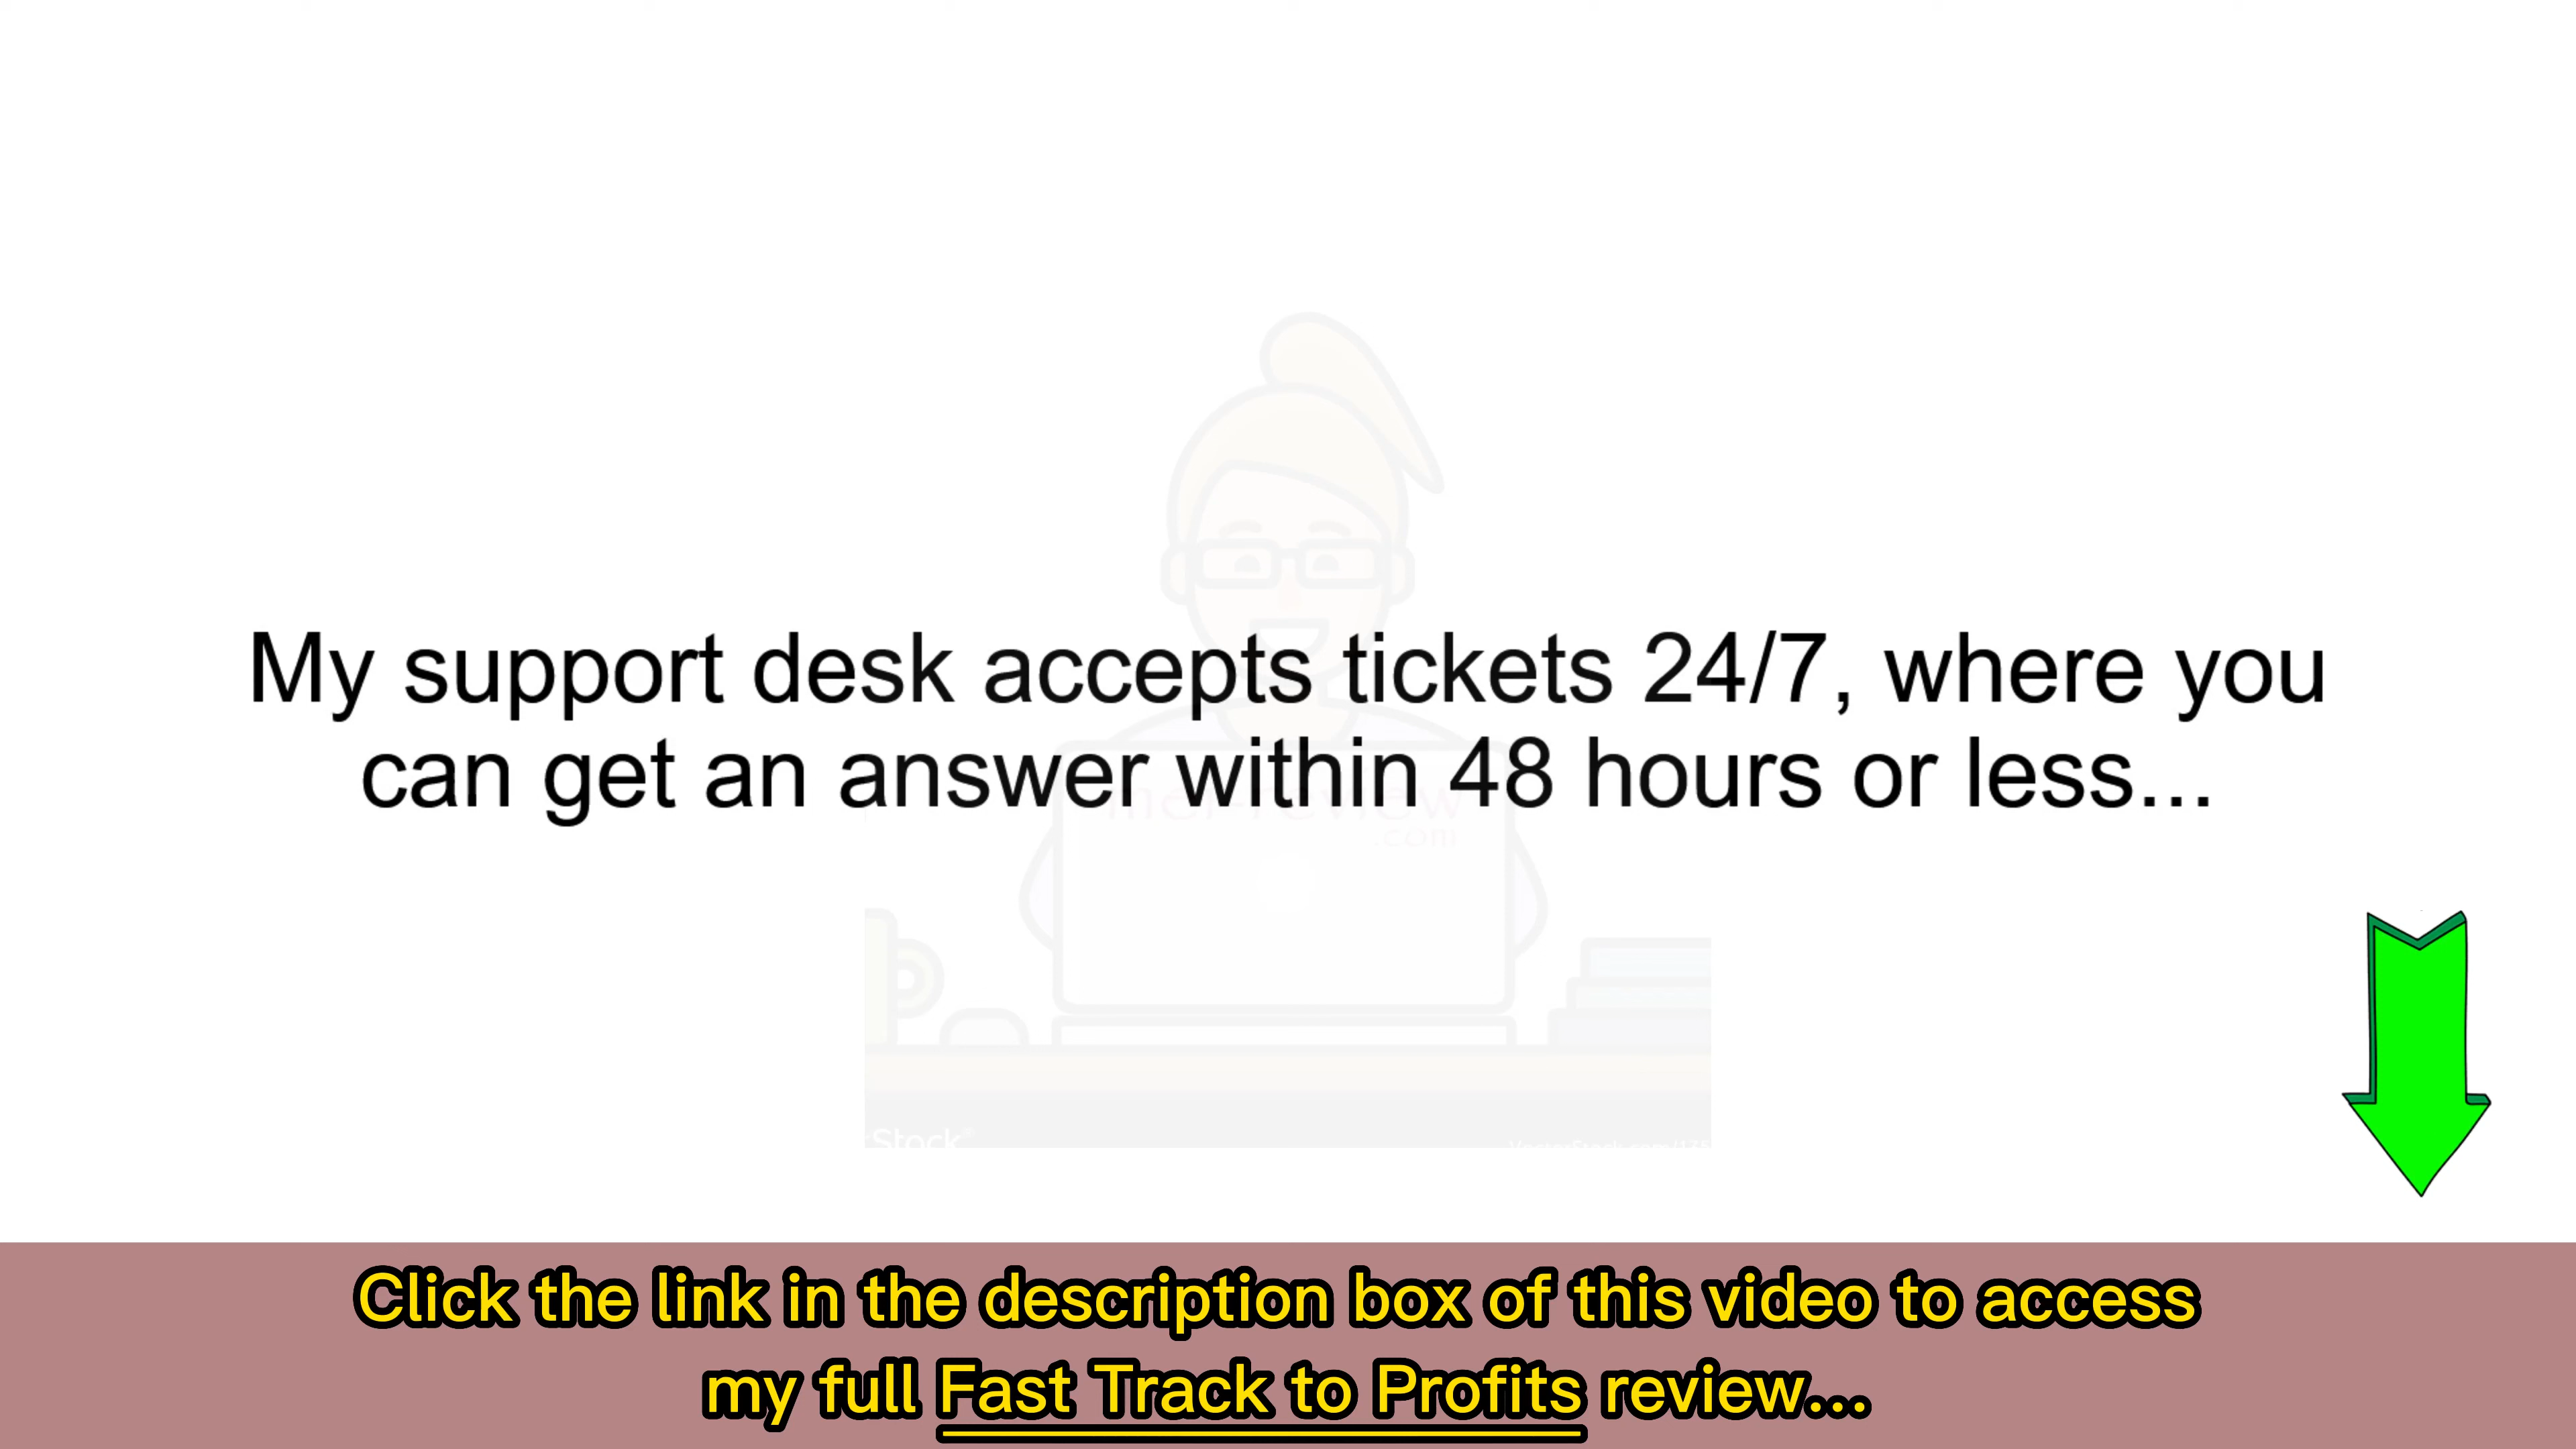 My support desk accepts tickets 24/7, where you
can get an answer within 48 hours or less...
.com
Click the link in the description box of this video to access
my full Fast Track to Profits review...